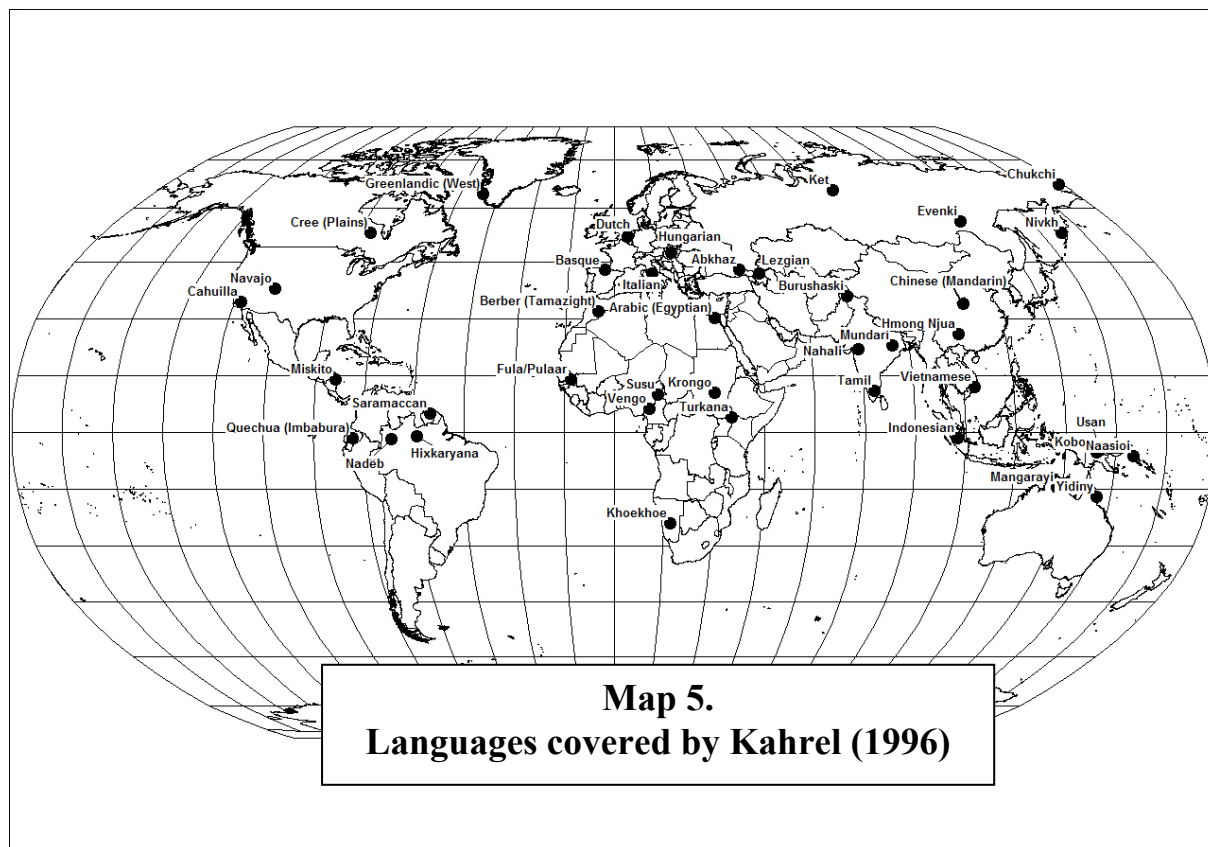 Chukchi
Ket
Greenlandic (West)
Evenki
Nivkh
Cree (Plains)
Dutch
Hungarian
Basque
Abkhaz
Lezgian
Navajo
Italian
Burushaski
Chinese (Mandarin)
Cahuilla
Berber (Tamazight)
Arabic (Egyptian)
Hmong Njua
Mundari
Nahali
Miskito
Fula/Pulaar
Susu
Krongo
Tamil
Vietnamese
Saramaccan
Vengo
Turkana
Quechua (Imbabura)
Indonesian
Usan
Kobo
Naasioi
Hixkaryana
Nadëb
Mangarayi
Yidiny
Khoekhoe
Map 5.
Languages covered by Kahrel (1996)